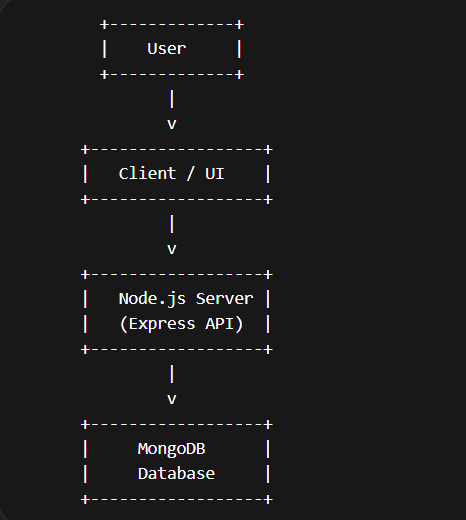 +-------------+
|    User     |
+-------------+
|
v
+------------------+
|   Client / UI    |
+------------------+
|
v
+------------------+
|   Node.js Server |
|   (Express API)  |
+------------------+
|
v
+------------------+
|     MongoDB      |
|     Database     |
+------------------+